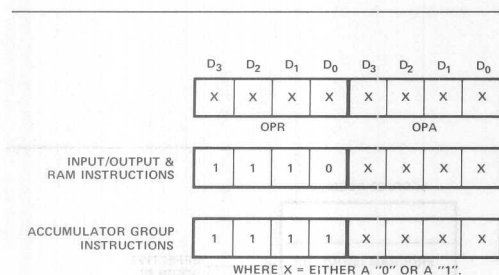 D3 D2 D1 D0 D3 D2 D1 D0
X X X X X X X X
OPR OPA
INPUT/OUTPUT &
RAM INSTRUCTIONS
1 1 1 0 X X X X
ACCUMULATOR GROUP
INSTRUCTIONS
1 1 1 1 X X X X
WHERE X = EITHER A "0" OR A "1".